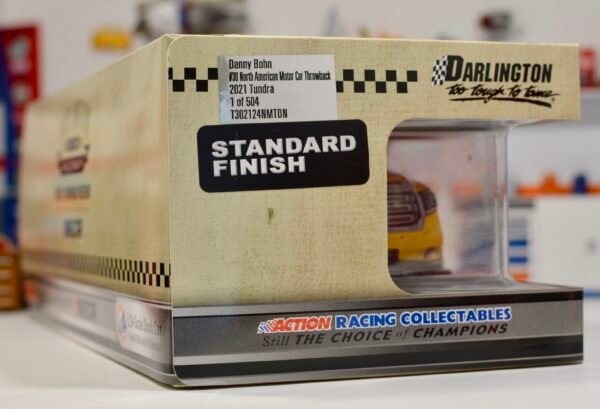 Danny Bohn
#30 North American Motor Car Throwback
2021 Tundra
1 of 504
T302124NMTDN
STANDARD
FINISH
DARLINGTON
Too Tough To Tame
ACTION RACING COLLECTABLES
Still THE CHOICE of CHAMPIONS